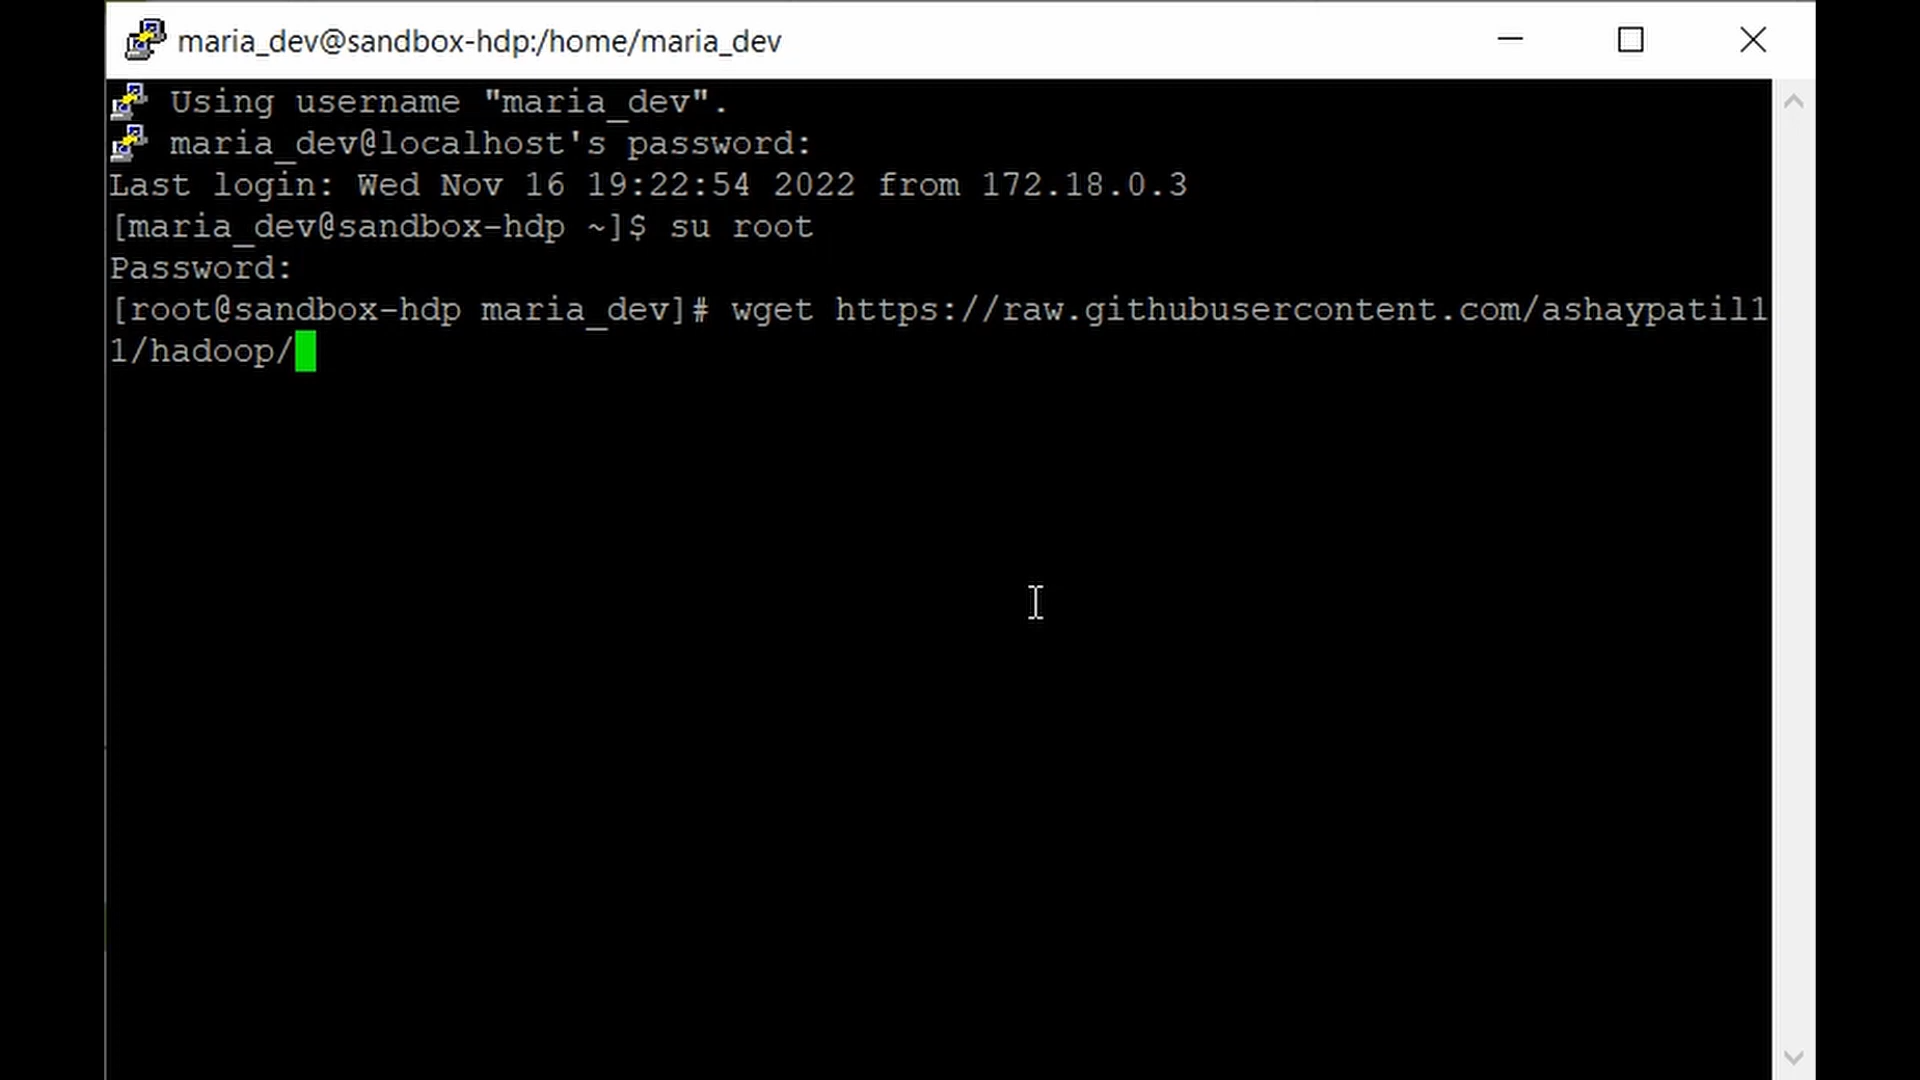 maria_dev@sandbox-hdp:/home/maria_dev
Using username "maria_dev".
maria_dev@localhost's password:
Last login: Wed Nov 16 19:22:54 2022 from 172.18.0.3
[maria_dev@sandbox-hdp ~]$ su root
Password:
[root@sandbox-hdp maria_dev]# wget https://raw.githubusercontent.com/ashaypatil1
1/hadoop/